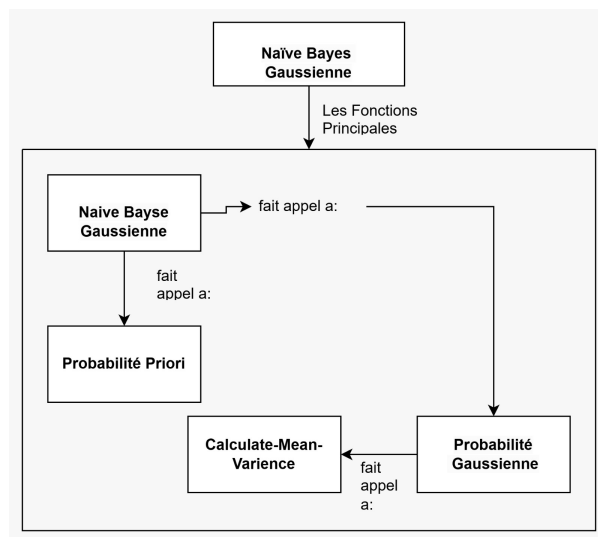 Naïve Bayes
Gaussienne
Les Fonctions
Principales
Naive Bayse
Gaussienne
fait appel a:
fait
appel a:
Probabilité Priori
Calculate-Mean-
Varience
fait
appel
a:
Probabilité
Gaussienne